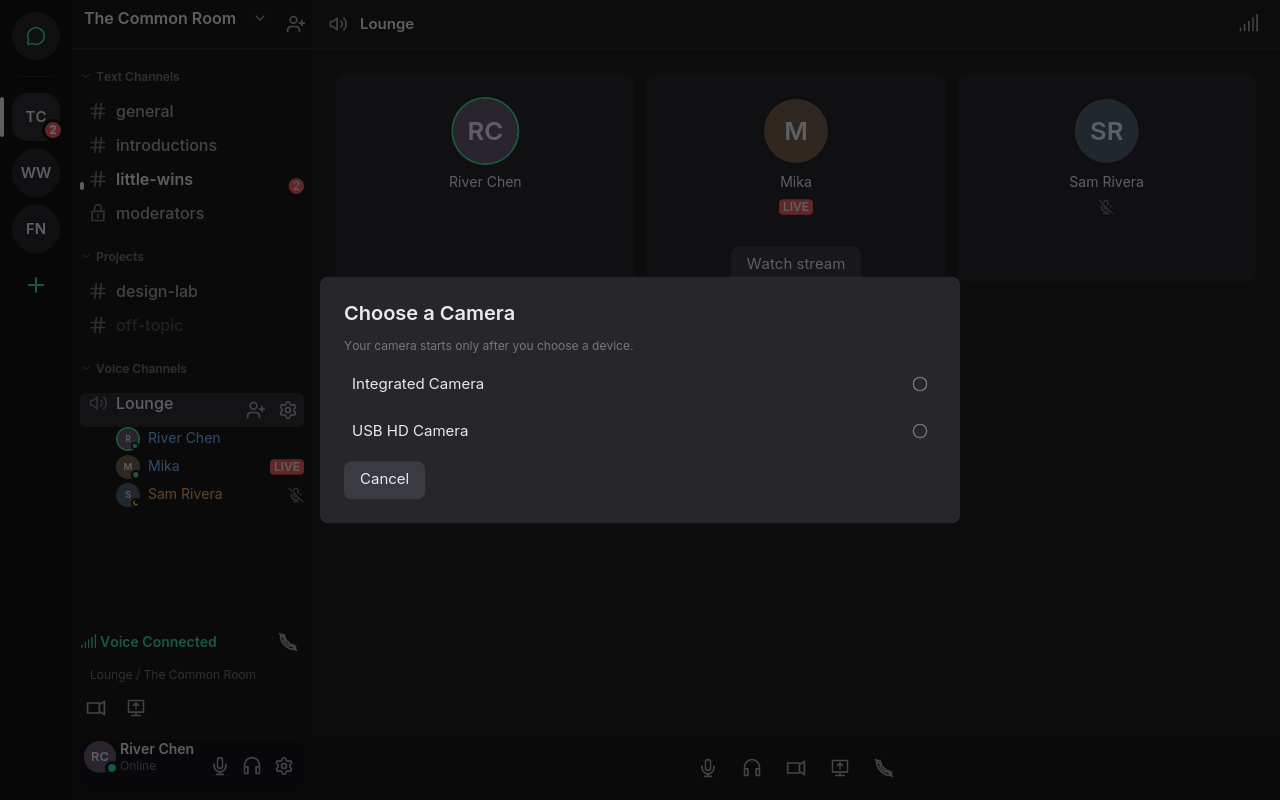 The Common Room
Lounge
Text Channels
TC
2
general
introductions
WW
little-wins
2
moderators
FN
Projects
design-lab
off-topic
Voice Channels
Lounge
R
River Chen
M
Mika
LIVE
S
Sam Rivera
Voice Connected
Lounge / The Common Room
RC
River Chen
Online
RC
River Chen
M
Mika
LIVE
Watch stream
SR
Sam Rivera
Choose a Camera
Your camera starts only after you choose a device.
Integrated Camera
USB HD Camera
Cancel